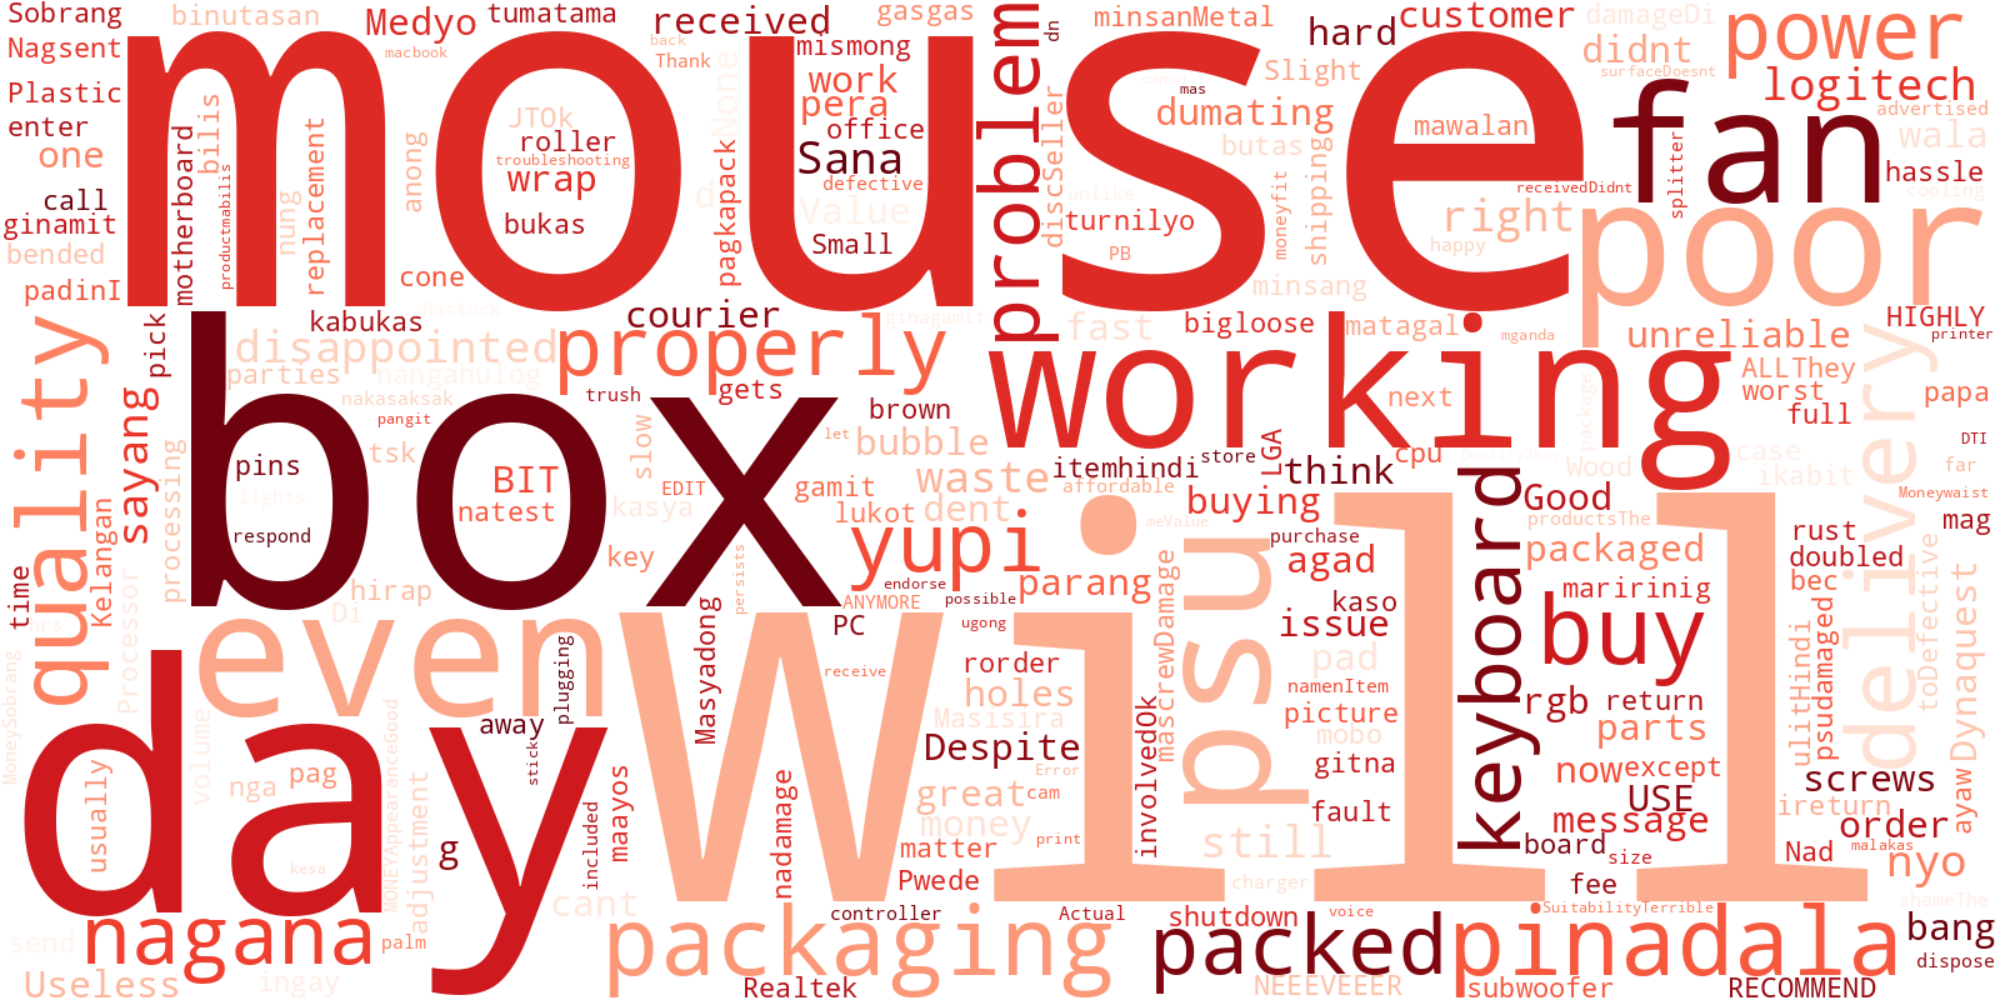 Sobrang
binutasan
Medyo
tumatama
received
gasgas
minsanMetal
hard
customer
damageDi
power
Nagsent
macbook
back
Thank
mismong
problem
dn
Slight
didnt
surfaceDoesnt
logitech
Plastic
mouse
work
pera
None
canon
mas
dumating
mawalan
fan
advertised
enter
bilis
JTOk
roller
office
Sana
discSeller
butas
wala
one
motherboard
productmabilis
replacement
anong
troubleshooting
wrap
defective
pagkapack
unlike
receivedDidnt
splitter
hassle
cooling
call
ginamit
nung
bukas
d
Value
turnilyo
moneyfit
shipping
right
poor
bended
Small
PB
happy
padinI
cone
minsang
Nastock
kabukas
courier
ginagamit
fast
bigloose
matagal
mganda
unreliable
HIGHLY
printer
quality
pick
box
disappointed
properly
working
delivery
parties
nangahulog
gets
next
ALLThey
worst
papa
sayang
nakasaksak
trush
brown
package
full
pangit
let
bubble
LGA
processing
pins
tsk
slow
waste
itemhindi
store
think
cpu
QualityOkay
Wood
case
ikabit
DTI
far
lights
BIT
EDIT
gamit
affordable
keyboard
Good
Moneywaist
Kelangan
natest
kasya
lukot
dent
buying
meValue
productsThe
mag
respond
yupi
Will
psu
purchase
packaged
rust
doubled
time
key
persists
parang
agad
maririnig
bec
toDefective
hirap
endorse
ANYMORE
possible
mascrewDamage
kaso
buy
Dynaquest
hrs
Di
PC
ugong
issue
ulitHindi
psudamaged
Processor
even
Masyadong
rorder
pad
MoneySobrang
plugging
receive
holes
namenItem
rgb
return
day
volume
MONEYAppearanceGood
away
Masisira
involvedOk
picture
parts
Despite
mobo
stick
Error
gitna
now
except
screws
usually
nga
pag
maayos
nadamage
great
cam
USE
ireturn
ayaw
adjustment
included
money
print
fault
message
order
g
matter
still
board
size
Nad
malakas
kesa
Pwede
charger
fee
nyo
nagana
cant
controller
Actual
shutdown
voice
SuitabilityTerrible
shameThe
send
palm
packaging
packed
pinadala
bang
dispose
Useless
ingay
Realtek
NEEEVEEER
subwoofer
RECOMMEND